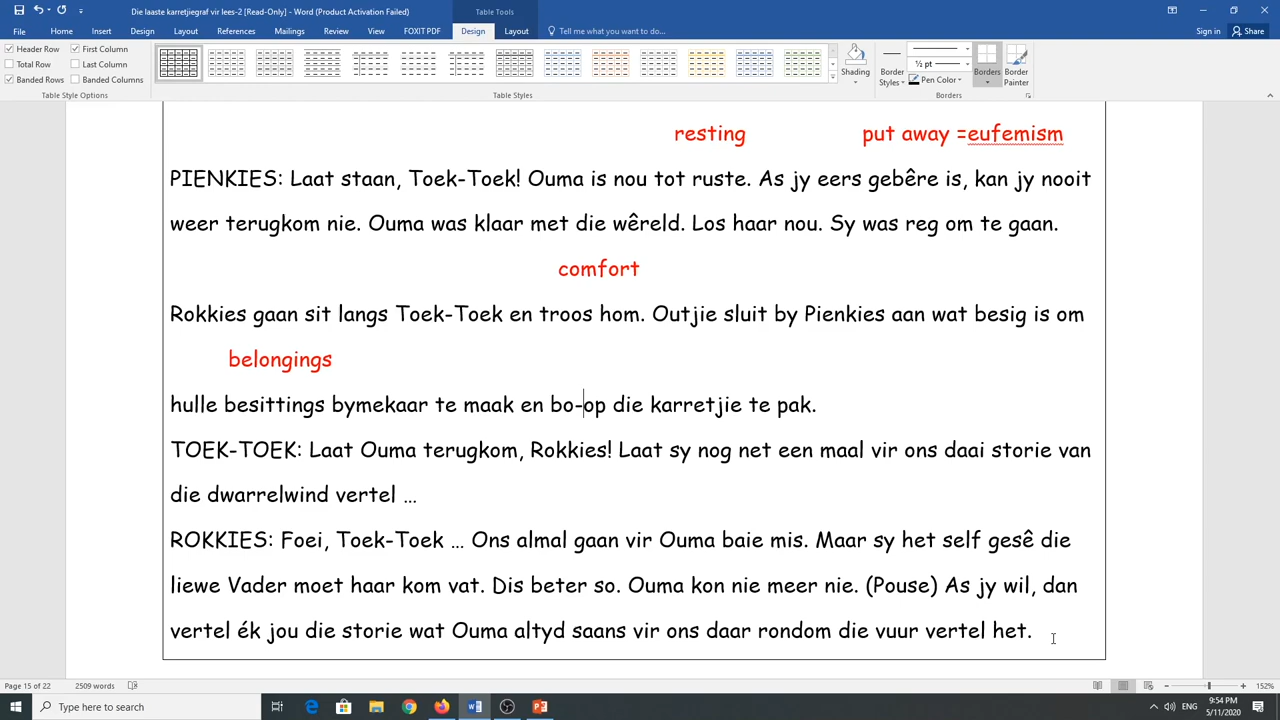 Die laaste karretjiegraf vir lees-2 [Read-Only] - Word (Product Activation Failed)
Table Tools
File Home Insert Draw Design Layout References Mailings Review View FOXIT PDF Design Layout Tell me what you want to do... Sign in Share
Header Row First Column
Total Row Last Column
Banded Rows Banded Columns
Table Style Options
Table Styles
Shading
Border Styles
½ pt
Pen Color
Borders
Border Painter
Borders
resting put away =eufemism
PIENKIES: Laat staan, Toek-Toek! Ouma is nou tot ruste. As jy eers gebêre is, kan jy nooit
weer terugkom nie. Ouma was klaar met die wêreld. Los haar nou. Sy was reg om te gaan.
comfort
Rokkies gaan sit langs Toek-Toek en troos hom. Outjie sluit by Pienkies aan wat besig is om
belongings
hulle besittings bymekaar te maak en bo-op die karretjie te pak.
TOEK-TOEK: Laat Ouma terugkom, Rokkies! Laat sy nog net een maal vir ons daai storie van
die dwarrelwind vertel …
ROKKIES: Foei, Toek-Toek … Ons almal gaan vir Ouma baie mis. Maar sy het self gesê die
liewe Vader moet haar kom vat. Dis beter so. Ouma kon nie meer nie. (Pouse) As jy wil, dan
vertel ék jou die storie wat Ouma altyd saans vir ons daar rondom die vuur vertel het.
Page 15 of 22 2509 words 152%
Type here to search
ENG
9:54 PM
5/11/2020